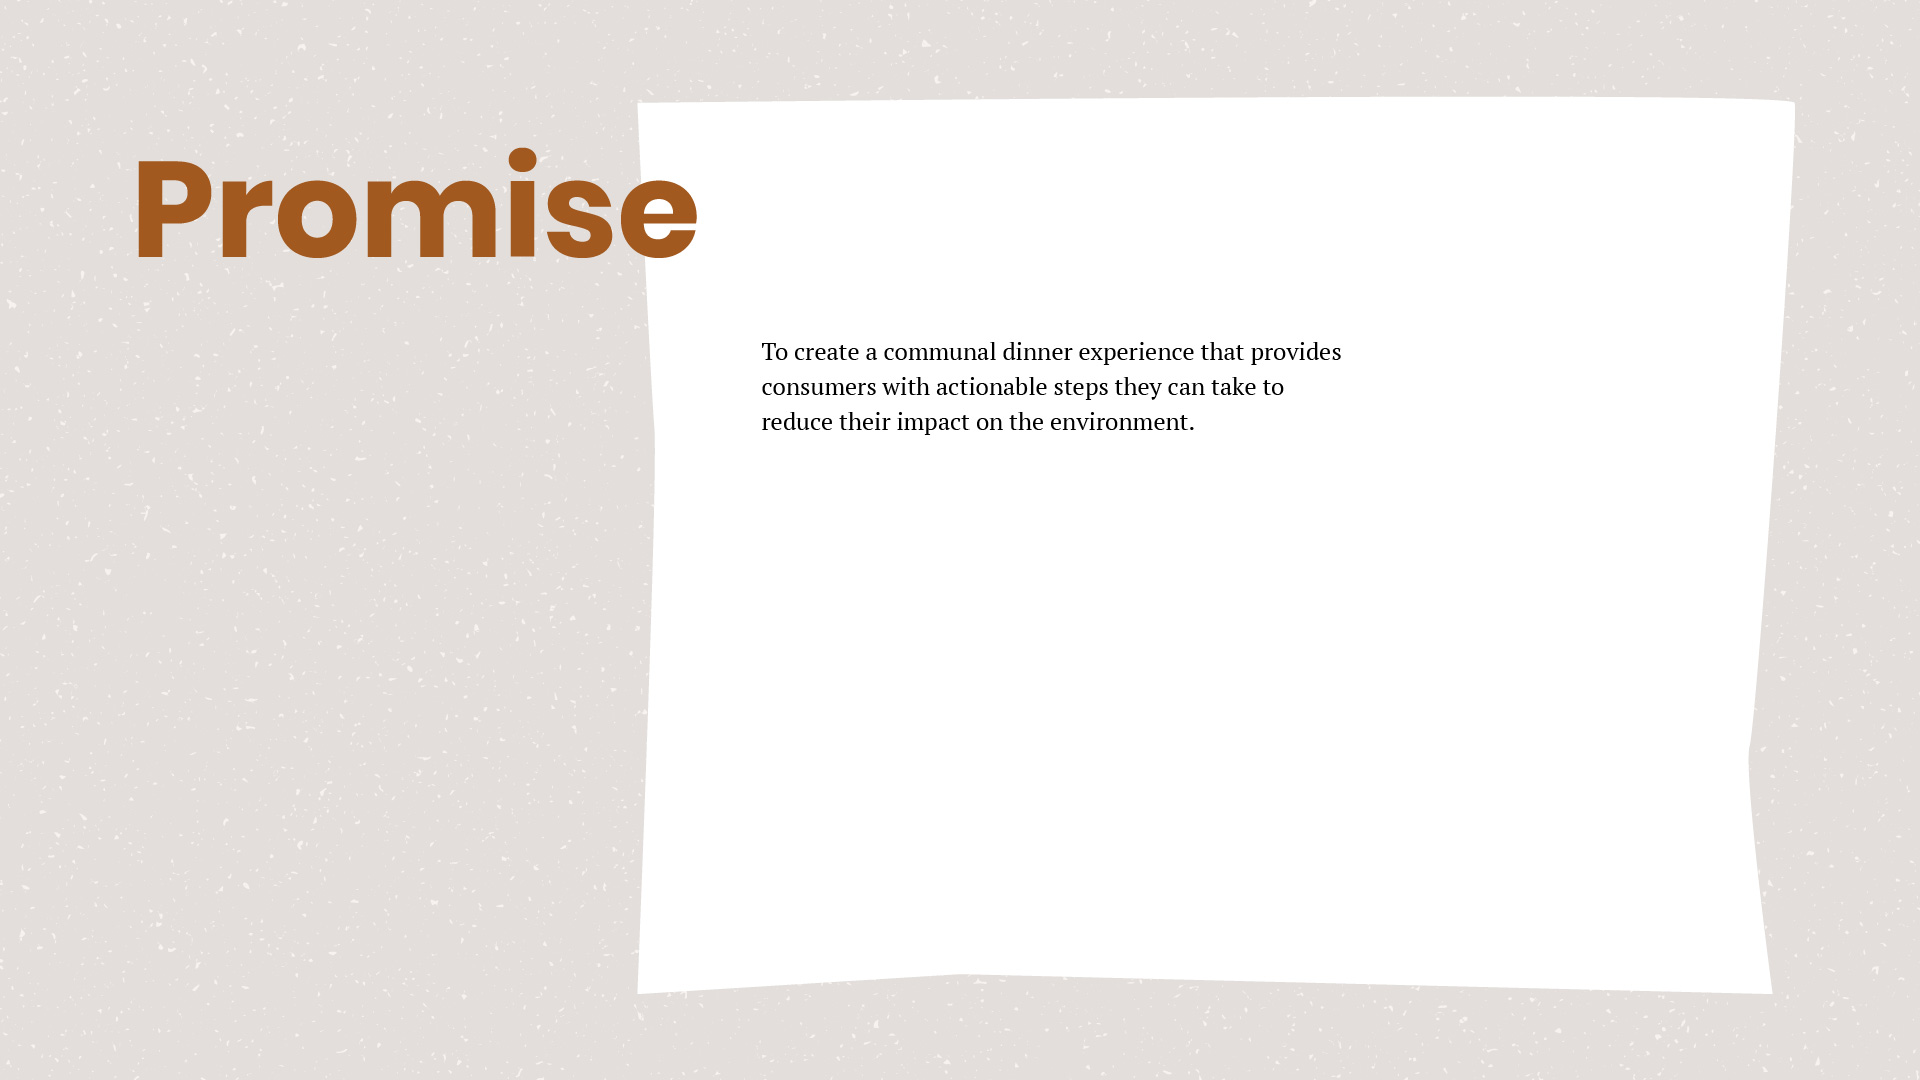 Promise
To create a communal dinner experience that provides
consumers with actionable steps they can take to
reduce their impact on the environment.